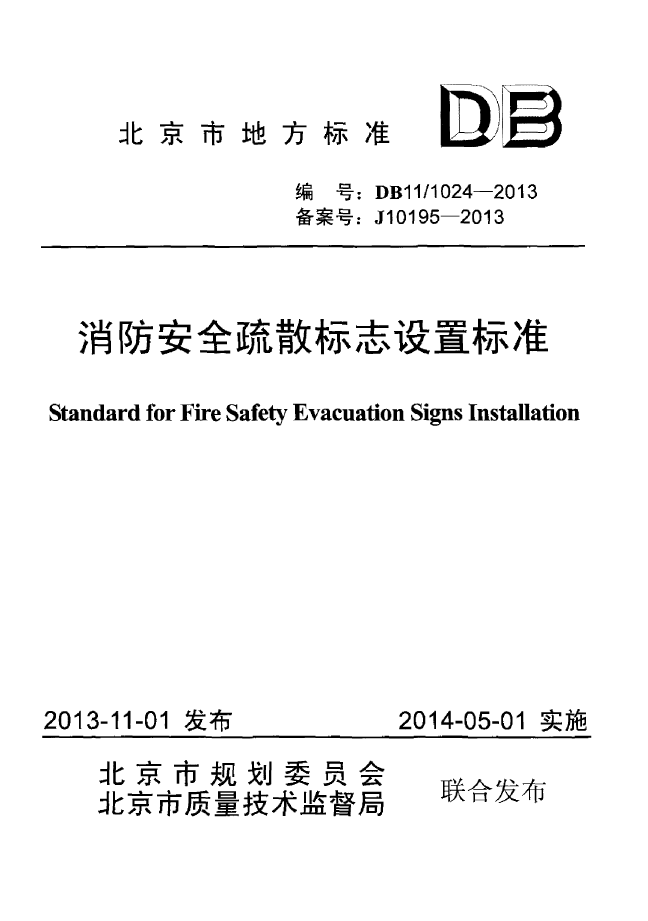 DB
北京市地方标准
编 号：DB11/1024—2013
备案号：J10195—2013
消防安全疏散标志设置标准
Standard for Fire Safety Evacuation Signs Installation
2013-11-01 发布 2014-05-01 实施
北京市规划委员会
北京市质量技术监督局
联合发布